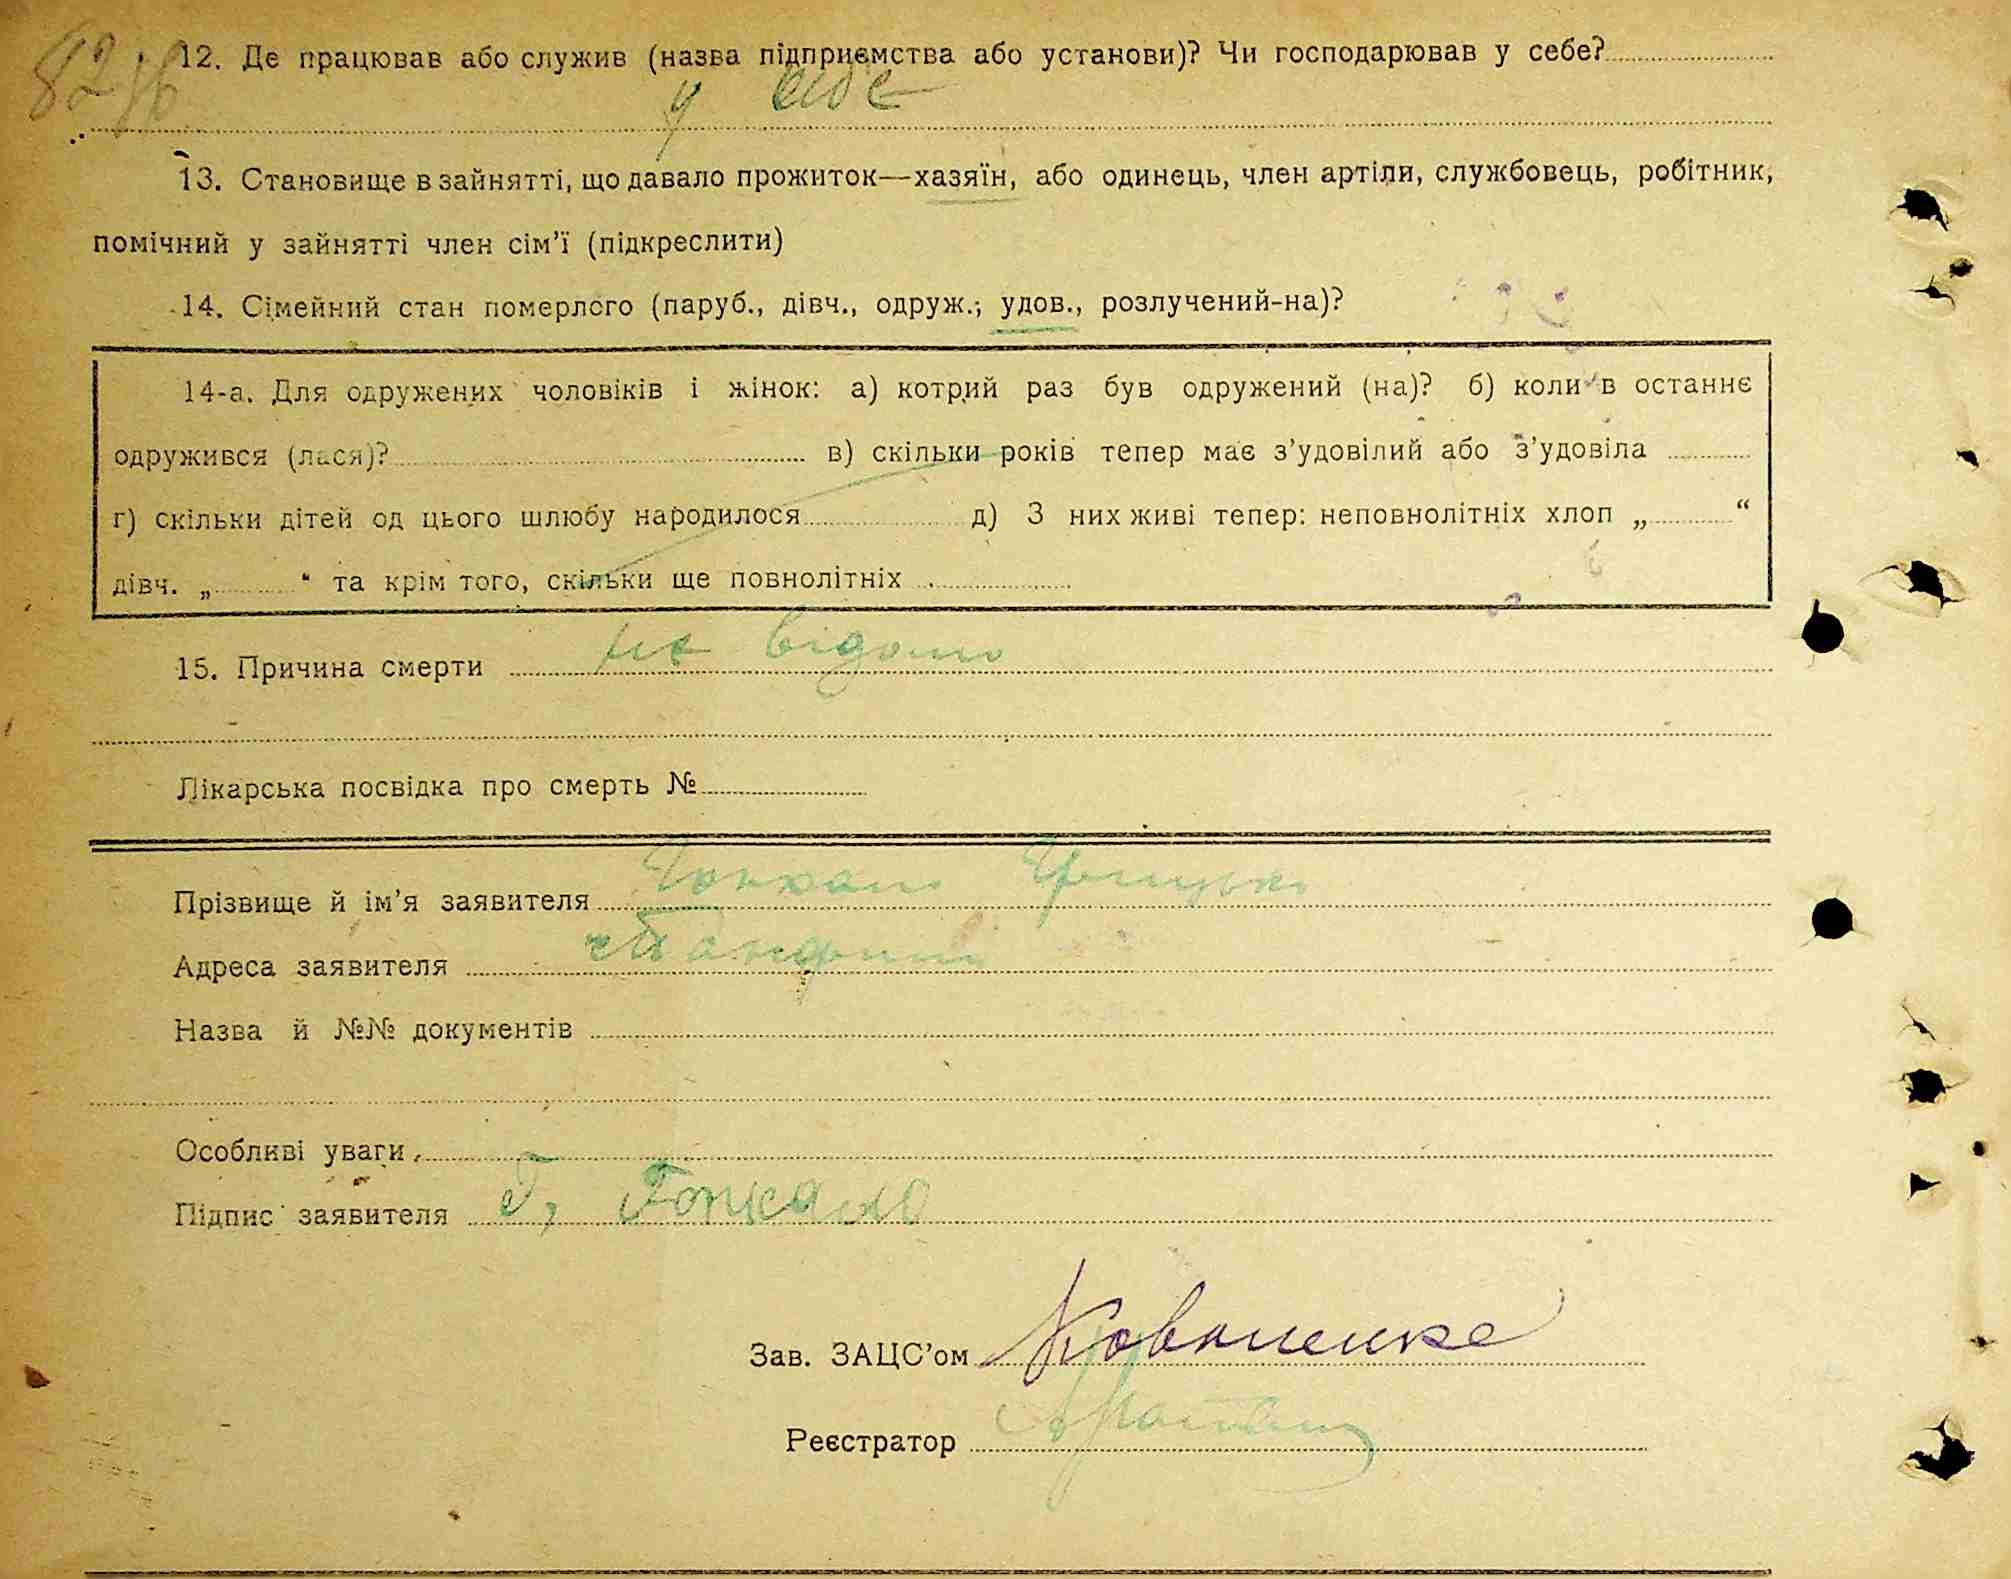 82
12. Де працював або служив (назва підприємства або установи)? Чи господарював у себе?
у себе
13. Становище в зайнятті, що давало прожиток—хазяїн, або одинець, член артіли, службовець, робітник,
помічний у зайнятті член сім'ї (підкреслити)
14. Сімейний стан померлого (паруб., дівч., одруж.; удов., розлучений-на)?
14-а. Для одружених чоловіків і жінок: а) котрий раз був одружений (на)? б) коли в останнє
одружився (лася)? в) скільки років тепер має з'удовілий або з'удовіла
г) скільки дітей од цього шлюбу народилося д) З них живі тепер: неповнолітніх хлоп „ “
дівч. „ “ та крім того, скільки ще повнолітніх
15. Причина смерти не відомо
Лікарська посвідка про смерть №
Прізвище й ім'я заявителя Грицько
Адреса заявителя
Назва й №№ документів
Особливі уваги
Підпис заявителя Г, Гопкало
Зав. ЗАЦС'ом
Реєстратор